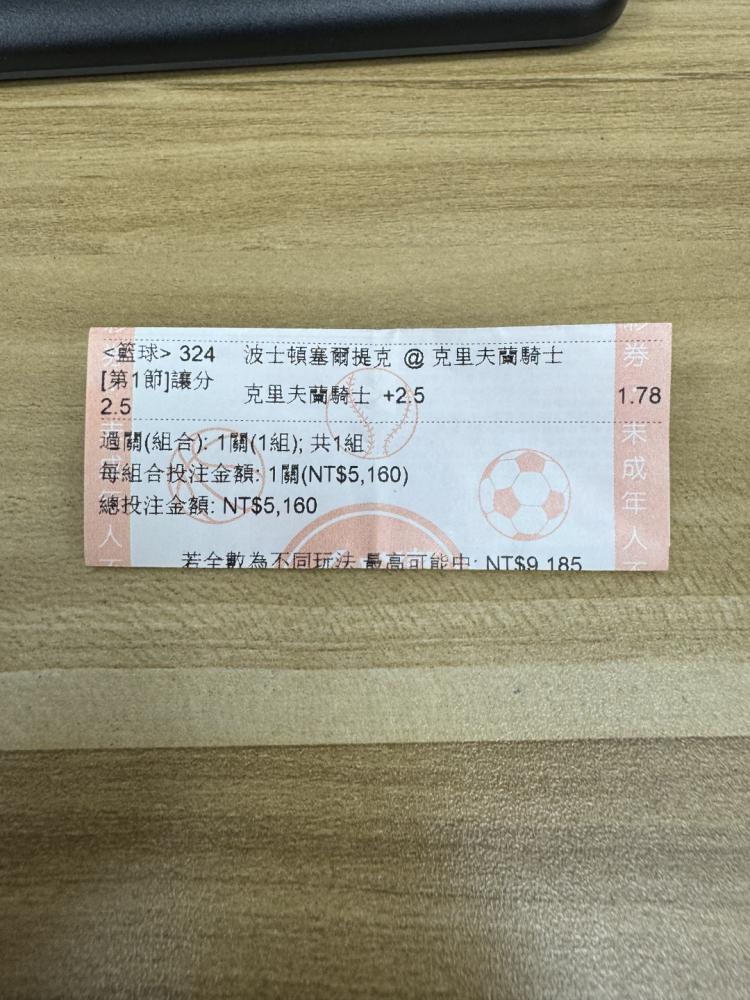 <籃球> 324 波士頓塞爾提克 @ 克里夫蘭騎士
[第1節]讓分
2.5 克里夫蘭騎士 +2.5 1.78
過關(組合): 1關(1組); 共1組
每組合投注金額: 1關(NT$5,160)
總投注金額: NT$5,160
若全數為不同玩法 最高可能中: NT$9,185
券 未成年人